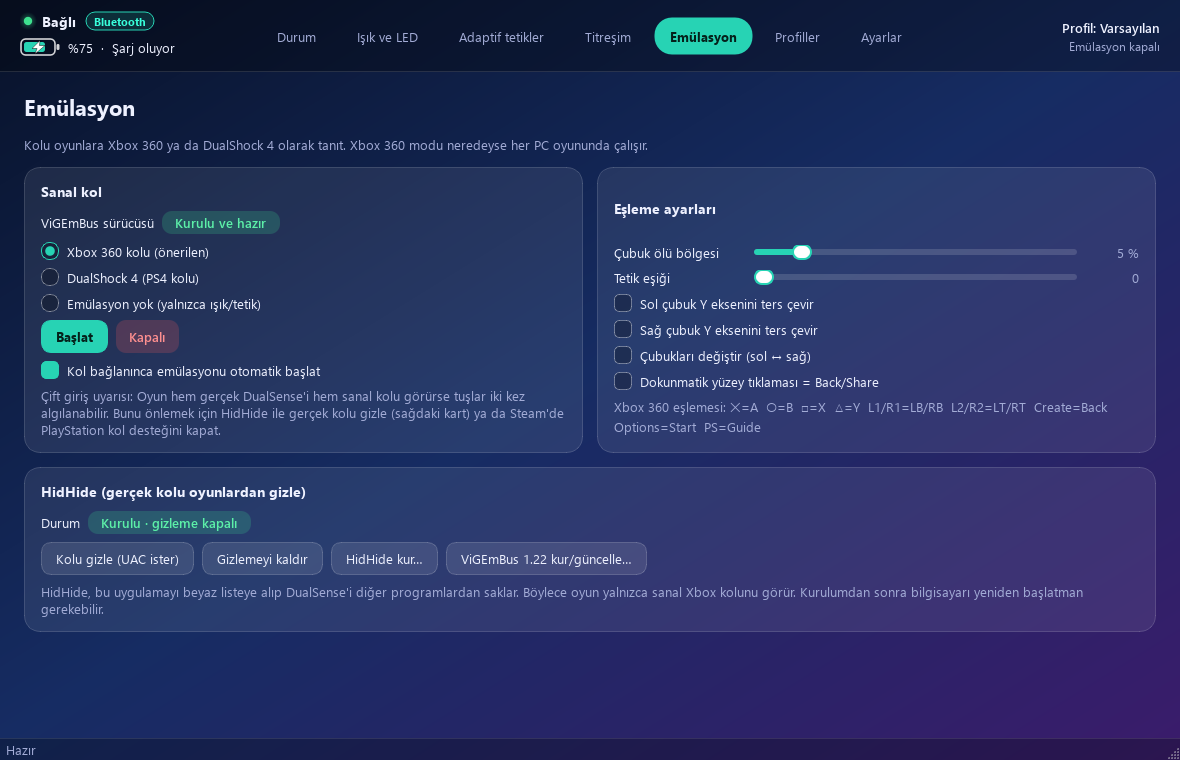 Bağlı Bluetooth
%75 · Şarj oluyor
Durum Işık ve LED Adaptif tetikler Titreşim Emülasyon Profiller Ayarlar
Profil: Varsayılan
Emülasyon kapalı
Emülasyon
Kolu oyunlara Xbox 360 ya da DualShock 4 olarak tanıt. Xbox 360 modu neredeyse her PC oyununda çalışır.
Sanal kol
ViGEmBus sürücüsü Kurulu ve hazır
Xbox 360 kolu (önerilen)
DualShock 4 (PS4 kolu)
Emülasyon yok (yalnızca ışık/tetik)
Başlat Kapalı
Kol bağlanınca emülasyonu otomatik başlat
Çift giriş uyarısı: Oyun hem gerçek DualSense'i hem sanal kolu görürse tuşlar iki kez
algılanabilir. Bunu önlemek için HidHide ile gerçek kolu gizle (sağdaki kart) ya da Steam'de
PlayStation kol desteğini kapat.
Eşleme ayarları
Çubuk ölü bölgesi 5 %
Tetik eşiği 0
Sol çubuk Y eksenini ters çevir
Sağ çubuk Y eksenini ters çevir
Çubukları değiştir (sol ↔ sağ)
Dokunmatik yüzey tıklaması = Back/Share
Xbox 360 eşlemesi: ✕=A ○=B □=X △=Y L1/R1=LB/RB L2/R2=LT/RT Create=Back
Options=Start PS=Guide
HidHide (gerçek kolu oyunlardan gizle)
Durum Kurulu · gizleme kapalı
Kolu gizle (UAC ister) Gizlemeyi kaldır HidHide kur... ViGEmBus 1.22 kur/güncelle...
HidHide, bu uygulamayı beyaz listeye alıp DualSense'i diğer programlardan saklar. Böylece oyun yalnızca sanal Xbox kolunu görür. Kurulumdan sonra bilgisayarı yeniden başlatman
gerekebilir.
Hazır